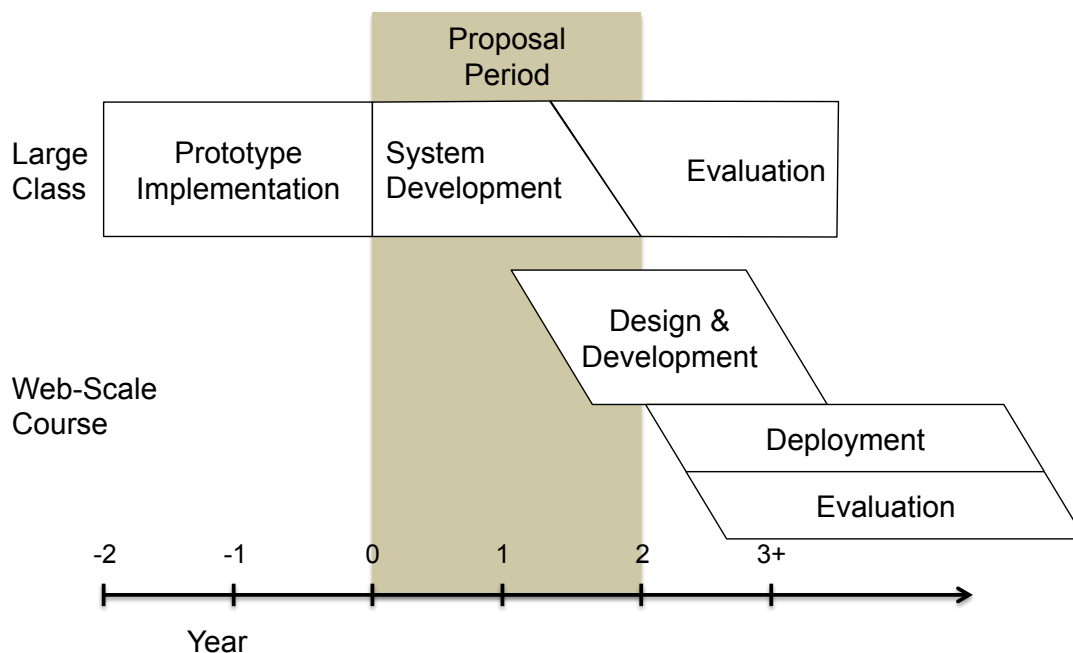 Proposal
Period
Large
Class
Prototype
Implementation
System
Development
Evaluation
Web-Scale
Course
Design &
Development
Deployment
Evaluation
-2 -1 0 1 2 3+
Year